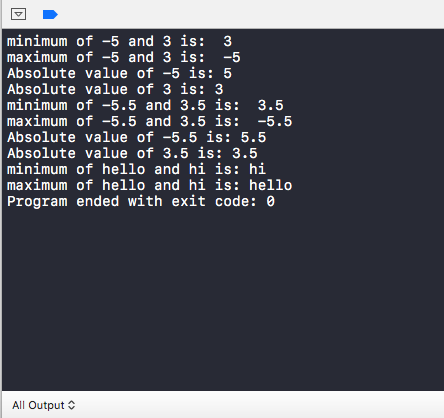 minimum of -5 and 3 is:  3
maximum of -5 and 3 is:  -5
Absolute value of -5 is: 5
Absolute value of 3 is: 3
minimum of -5.5 and 3.5 is:  3.5
maximum of -5.5 and 3.5 is:  -5.5
Absolute value of -5.5 is: 5.5
Absolute value of 3.5 is: 3.5
minimum of hello and hi is: hi
maximum of hello and hi is: hello
Program ended with exit code: 0
All Output